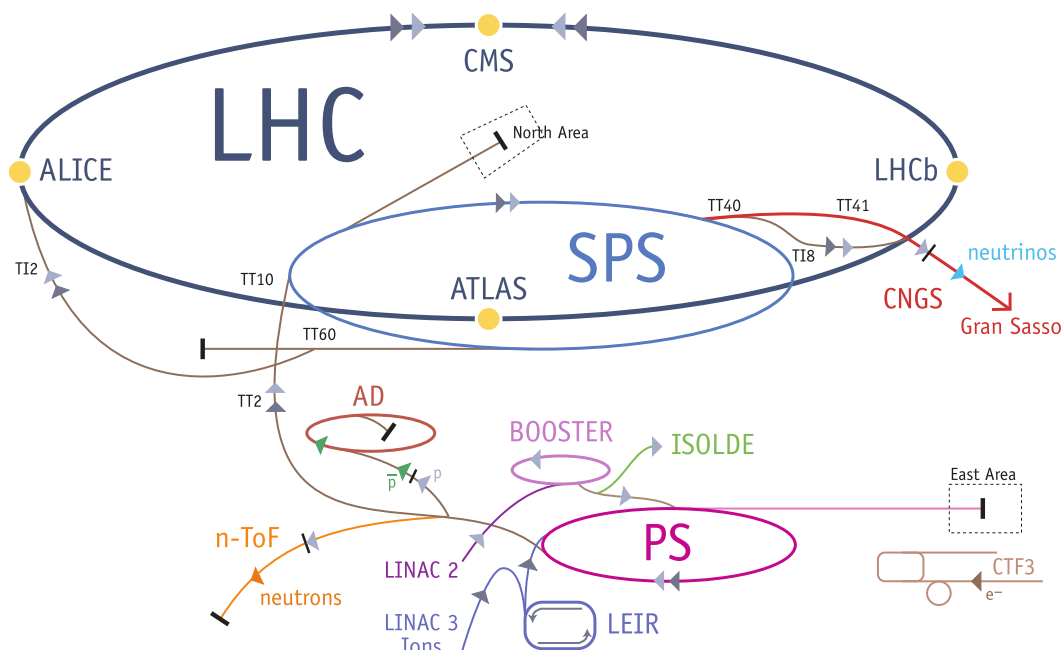 CMS
LHC
North Area
ALICE
LHCb
TT40
TT41
SPS
TI8
neutrinos
TI2
TT10
ATLAS
CNGS
Gran Sasso
TT60
AD
TT2
BOOSTER
ISOLDE
p̅
p
East Area
n-ToF
PS
LINAC 2
CTF3
neutrons
e–
LINAC 3
Ions
LEIR